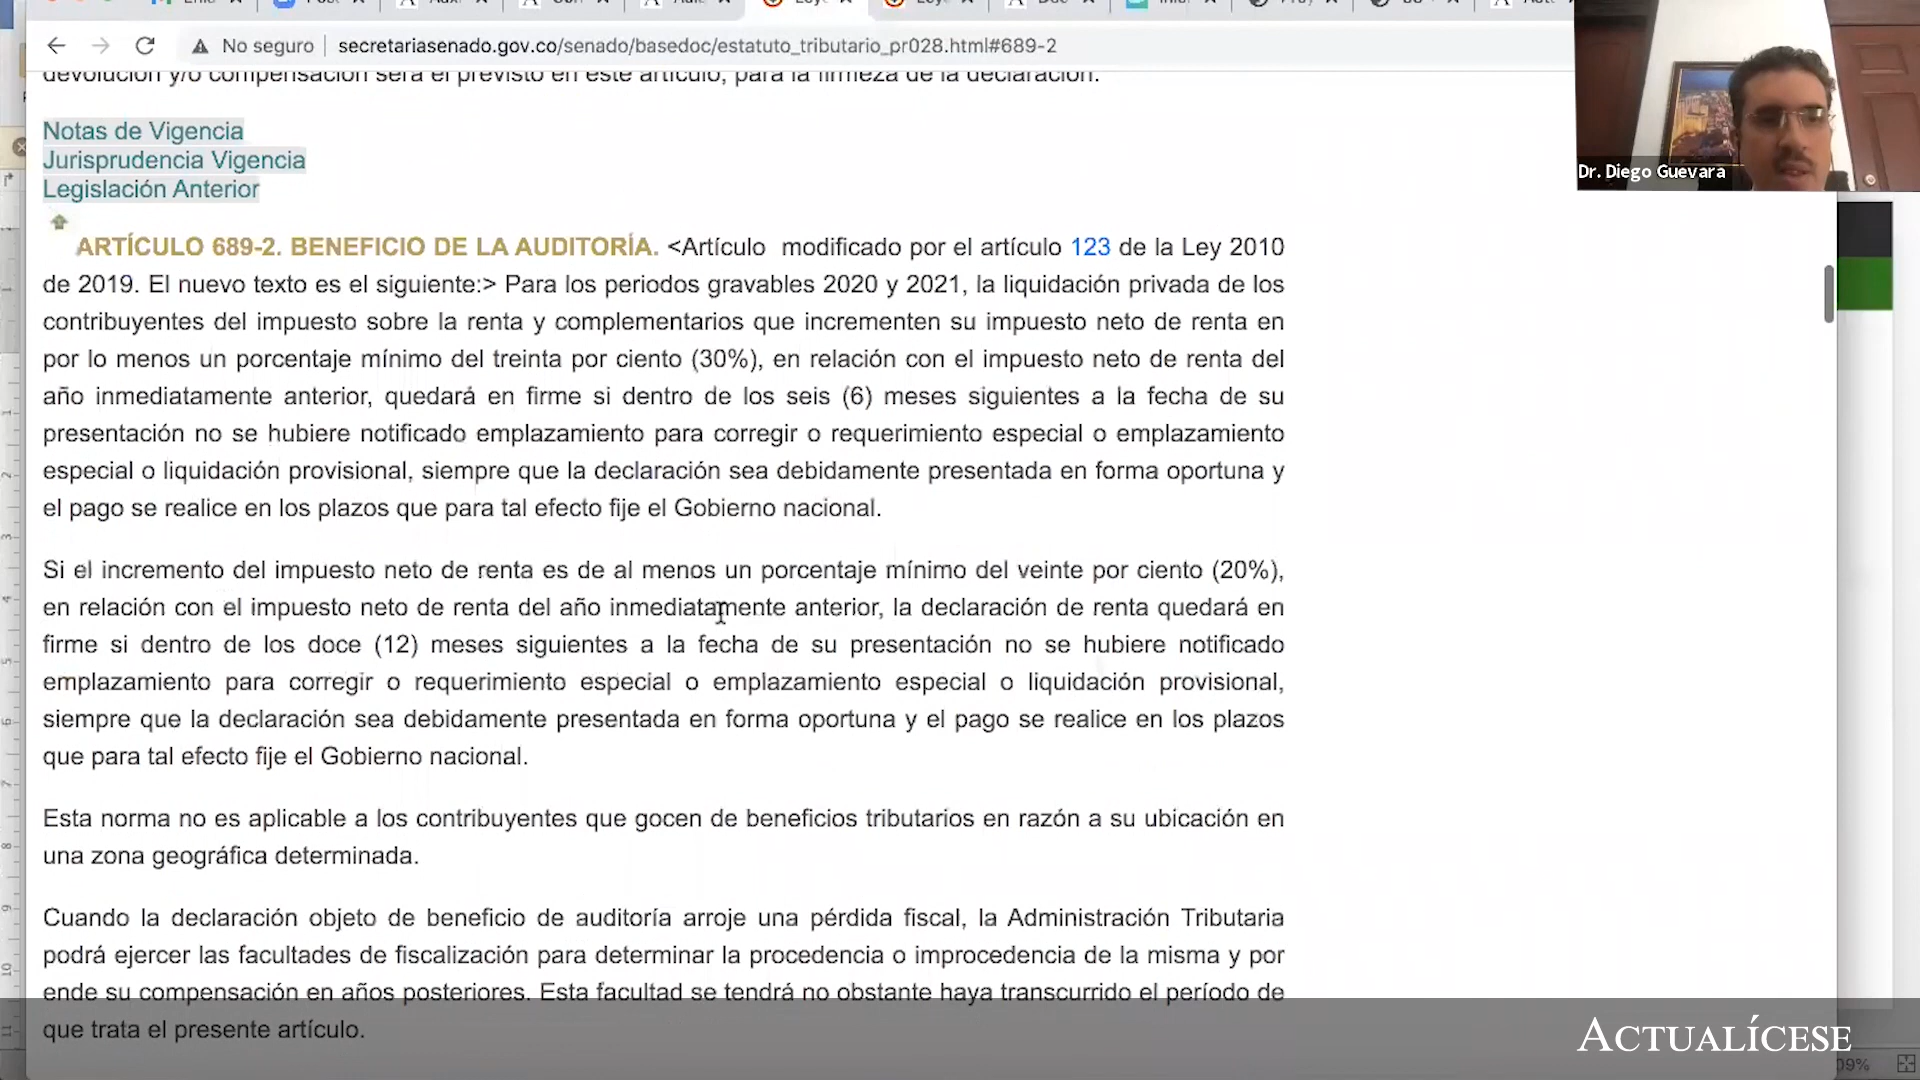 No seguro
secretariasenado.gov.co/senado/basedoc/estatuto_tributario_pr028.html#689-2
devolución y/o compensación será el previsto en este artículo, para la firmeza de la declaración.
Dr. Diego Guevara
Notas de Vigencia
Jurisprudencia Vigencia
Legislación Anterior
ARTÍCULO 689-2. BENEFICIO DE LA AUDITORÍA. <Artículo modificado por el artículo 123 de la Ley 2010
de 2019. El nuevo texto es el siguiente:> Para los periodos gravables 2020 y 2021, la liquidación privada de los
contribuyentes del impuesto sobre la renta y complementarios que incrementen su impuesto neto de renta en
por lo menos un porcentaje mínimo del treinta por ciento (30%), en relación con el impuesto neto de renta del
año inmediatamente anterior, quedará en firme si dentro de los seis (6) meses siguientes a la fecha de su
presentación no se hubiere notificado emplazamiento para corregir o requerimiento especial o emplazamiento
especial o liquidación provisional, siempre que la declaración sea debidamente presentada en forma oportuna y
el pago se realice en los plazos que para tal efecto fije el Gobierno nacional.
Si el incremento del impuesto neto de renta es de al menos un porcentaje mínimo del veinte por ciento (20%),
en relación con el impuesto neto de renta del año inmediatamente anterior, la declaración de renta quedará en
firme si dentro de los doce (12) meses siguientes a la fecha de su presentación no se hubiere notificado
emplazamiento para corregir o requerimiento especial o emplazamiento especial o liquidación provisional,
siempre que la declaración sea debidamente presentada en forma oportuna y el pago se realice en los plazos
que para tal efecto fije el Gobierno nacional.
Esta norma no es aplicable a los contribuyentes que gocen de beneficios tributarios en razón a su ubicación en
una zona geográfica determinada.
Cuando la declaración objeto de beneficio de auditoría arroje una pérdida fiscal, la Administración Tributaria
podrá ejercer las facultades de fiscalización para determinar la procedencia o improcedencia de la misma y por
ende su compensación en años posteriores. Esta facultad se tendrá no obstante haya transcurrido el período de
que trata el presente artículo.
ACTUALÍCESE